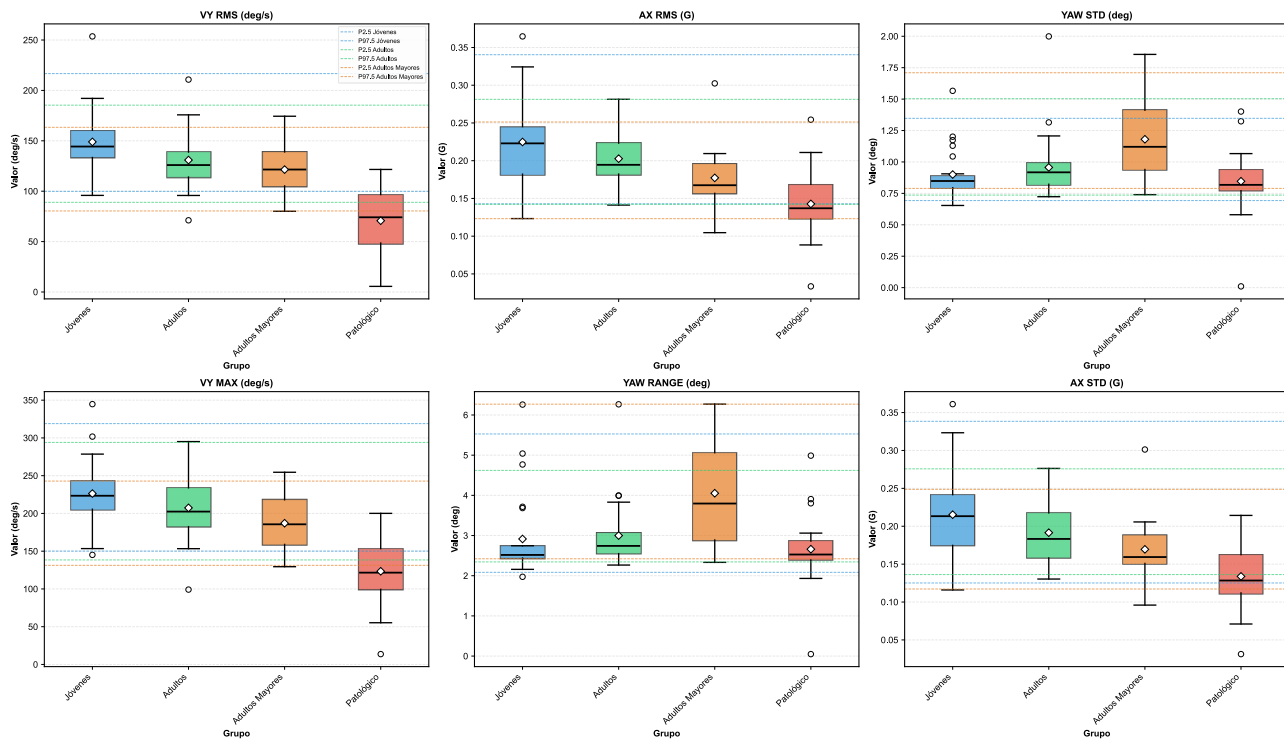 VY RMS (deg/s)
Valor (deg/s)
250
200
150
100
50
0
P2.5 Jóvenes
P97.5 Jóvenes
P2.5 Adultos
P97.5 Adultos
P2.5 Adultos Mayores
P97.5 Adultos Mayores
Jóvenes
Adultos
Adultos Mayores
Patológico
Grupo
AX RMS (G)
Valor (G)
0.35
0.30
0.25
0.20
0.15
0.10
0.05
0.00
Jóvenes
Adultos
Adultos Mayores
Patológico
Grupo
YAW STD (deg)
Valor (deg)
2.00
1.75
1.50
1.25
1.00
0.75
0.50
0.25
0.00
Jóvenes
Adultos
Adultos Mayores
Patológico
Grupo
VY MAX (deg/s)
Valor (deg/s)
350
300
250
200
150
100
50
0
Jóvenes
Adultos
Adultos Mayores
Patológico
Grupo
YAW RANGE (deg)
Valor (deg)
6
5
4
3
2
1
0
Jóvenes
Adultos
Adultos Mayores
Patológico
Grupo
AX STD (G)
Valor (G)
0.35
0.30
0.25
0.20
0.15
0.10
0.05
Jóvenes
Adultos
Adultos Mayores
Patológico
Grupo